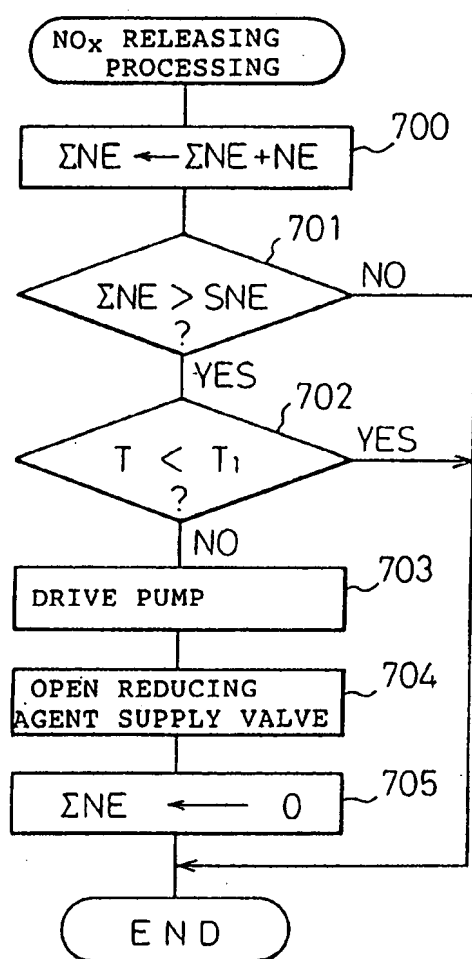 NOx RELEASING
PROCESSING
700
ΣNE ← ΣNE+NE
701
ΣNE > SNE
?
NO
YES
702
T < T1
?
YES
NO
703
DRIVE PUMP
704
OPEN REDUCING
AGENT SUPPLY VALVE
705
ΣNE ← 0
END